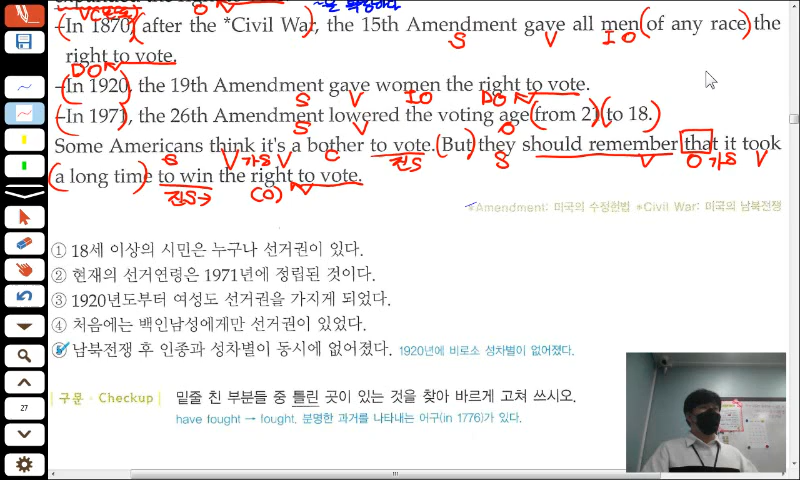 –In 1870, after the *Civil War, the 15th Amendment gave all men of any race the
S V IO
right to vote.
DO
–In 1920, the 19th Amendment gave women the right to vote.
S V IO DO
–In 1971, the 26th Amendment lowered the voting age from 21 to 18.
S V O
Some Americans think it's a bother to vote. But they should remember that it took
S V 가S V C 진S S V O 가S V
a long time to win the right to vote.
진S→ (O)
*Amendment: 미국의 수정헌법 *Civil War: 미국의 남북전쟁
① 18세 이상의 시민은 누구나 선거권이 있다.
② 현재의 선거연령은 1971년에 정립된 것이다.
③ 1920년도부터 여성도 선거권을 가지게 되었다.
④ 처음에는 백인남성에게만 선거권이 있었다.
⑤ 남북전쟁 후 인종과 성차별이 동시에 없어졌다. 1920년에 비로소 성차별이 없어졌다.
구문 · Checkup 밑줄 친 부분들 중 틀린 곳이 있는 것을 찾아 바르게 고쳐 쓰시오.
have fought → fought, 분명한 과거를 나타내는 어구(in 1776)가 있다.
27